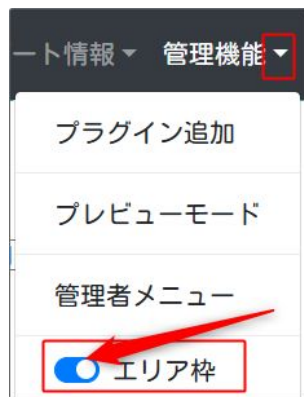 ート情報 管理機能
プラグイン追加
プレビューモード
管理者メニュー
エリア枠